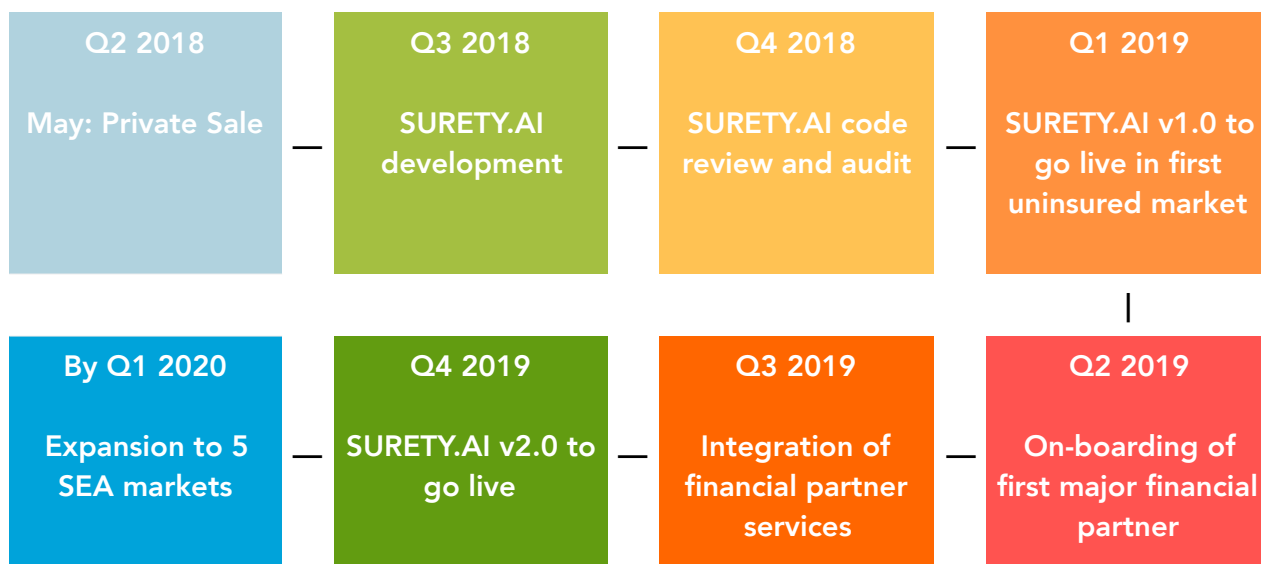 Q2 2018
May: Private Sale
Q3 2018
SURETY.AI
development
Q4 2018
SURETY.AI code
review and audit
Q1 2019
SURETY.AI v1.0 to
go live in first
uninsured market
Q2 2019
On-boarding of
first major financial
partner
Q3 2019
Integration of
financial partner
services
Q4 2019
SURETY.AI v2.0 to
go live
By Q1 2020
Expansion to 5
SEA markets